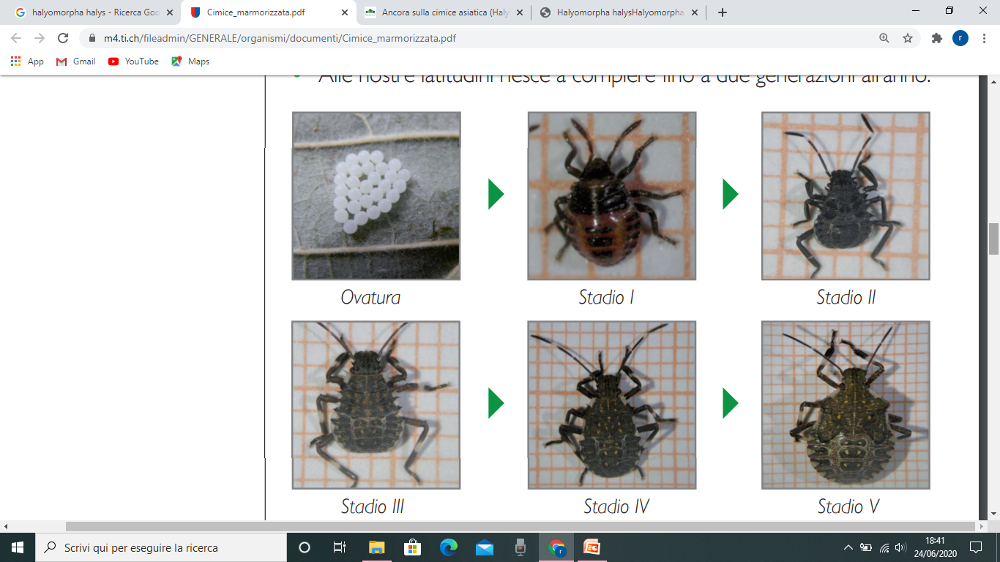 halyomorpha halys - Ricerca Goo
Cimice_marmorizzata.pdf
Ancora sulla cimice asiatica (Haly
Halyomorpha halysHalyomorpha
m4.ti.ch/fileadmin/GENERALE/organismi/documenti/Cimice_marmorizzata.pdf
r
App
Gmail
YouTube
Maps
Alle nostre latitudini riesce a compiere fino a due generazioni all'anno.
Ovatura
Stadio I
Stadio II
Stadio III
Stadio IV
Stadio V
Scrivi qui per eseguire la ricerca
18:41
24/06/2020